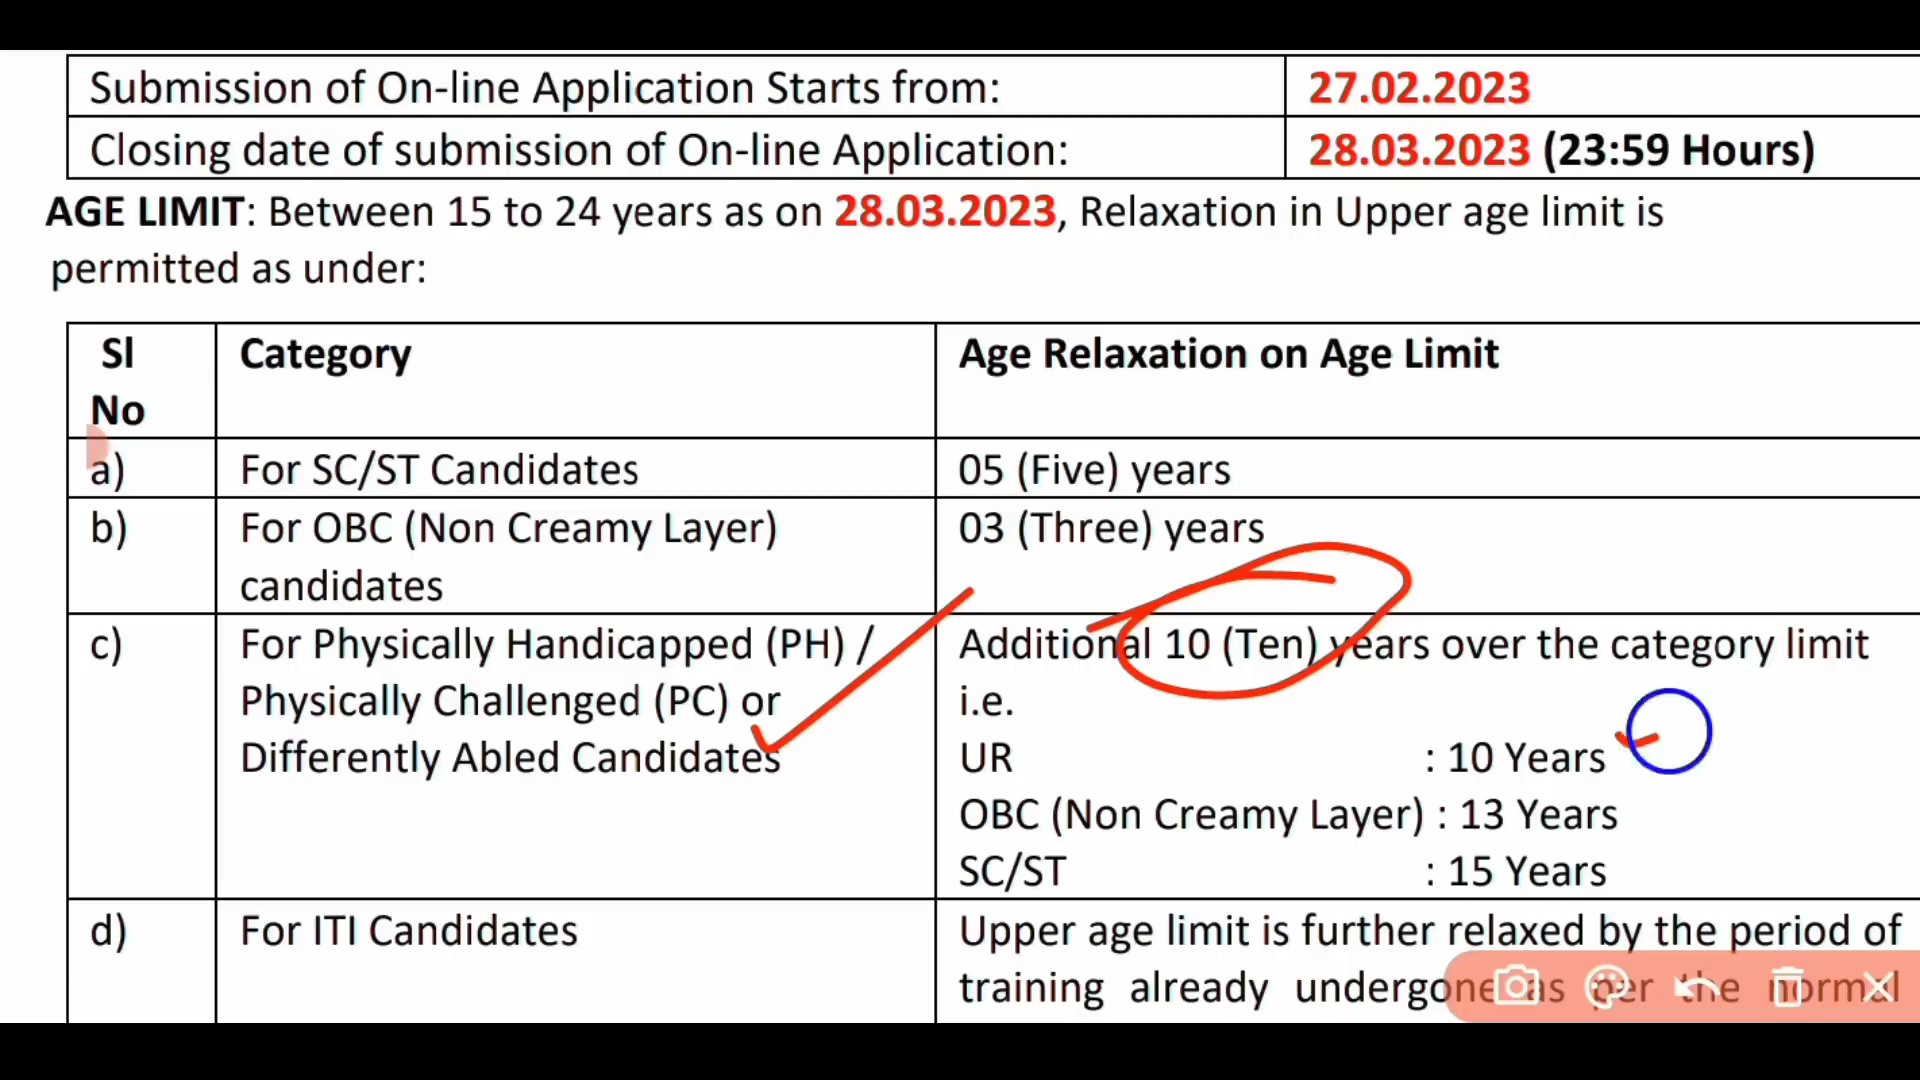 Submission of On-line Application Starts from: 27.02.2023
Closing date of submission of On-line Application: 28.03.2023 (23:59 Hours)
AGE LIMIT: Between 15 to 24 years as on 28.03.2023, Relaxation in Upper age limit is
permitted as under:
Sl No Category Age Relaxation on Age Limit
a) For SC/ST Candidates 05 (Five) years
b) For OBC (Non Creamy Layer) candidates 03 (Three) years
c) For Physically Handicapped (PH) / Additional 10 (Ten) years over the category limit
Physically Challenged (PC) or i.e.
Differently Abled Candidates UR : 10 Years
OBC (Non Creamy Layer) : 13 Years
SC/ST : 15 Years
d) For ITI Candidates Upper age limit is further relaxed by the period of
training already undergone as per the normal